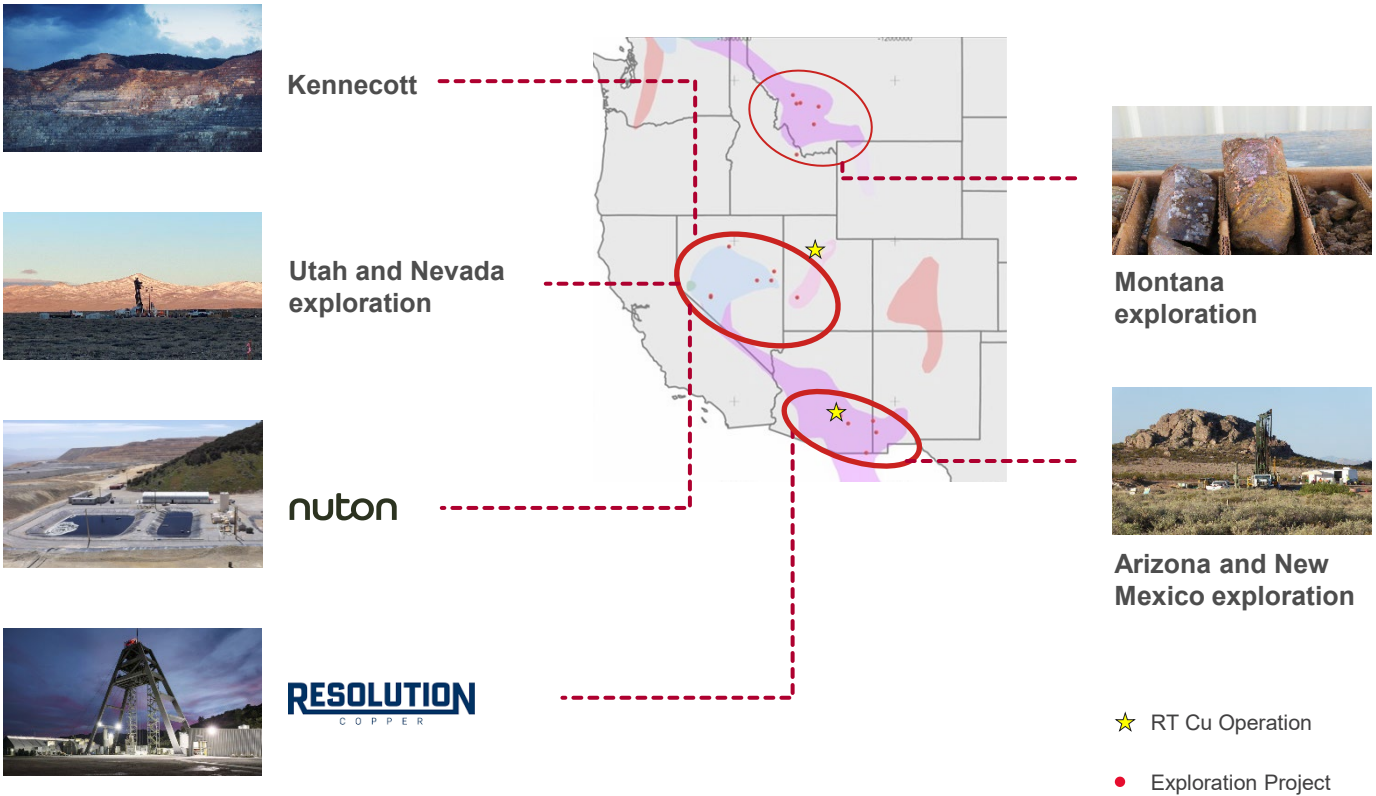 Kennecott
Utah and Nevada
exploration
nuton
RESOLUTION
COPPER
-12000000
Montana
exploration
Arizona and New
Mexico exploration
RT Cu Operation
Exploration Project